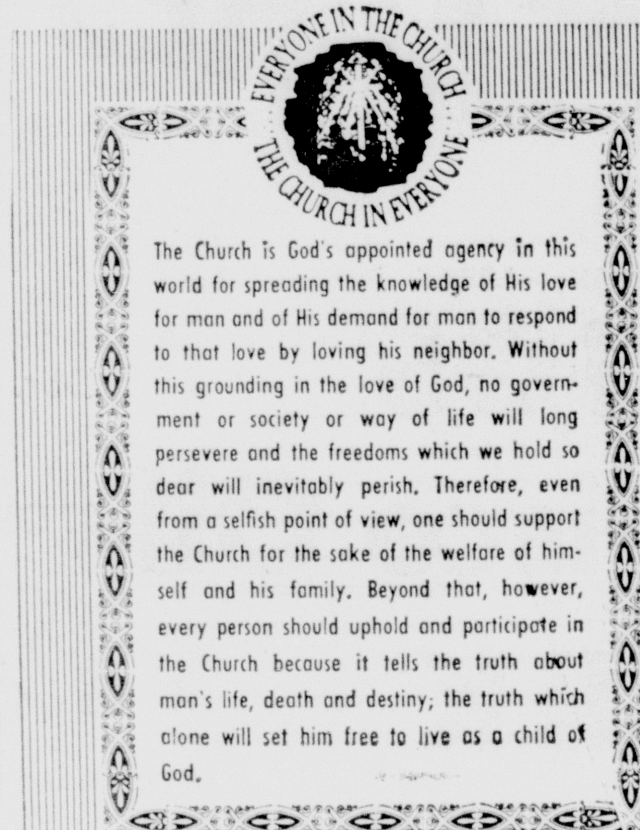 EVERYONE IN THE CHURCH
THE CHURCH IN EVERYONE
The Church is God's appointed agency in this
world for spreading the knowledge of His love
for man and of His demand for man to respond
to that love by loving his neighbor. Without
this grounding in the love of God, no govern-
ment or society or way of life will long
persevere and the freedoms which we hold so
dear will inevitably perish. Therefore, even
from a selfish point of view, one should support
the Church for the sake of the welfare of him-
self and his family. Beyond that, however,
every person should uphold and participate in
the Church because it tells the truth about
man's life, death and destiny; the truth which
alone will set him free to live as a child of
God.